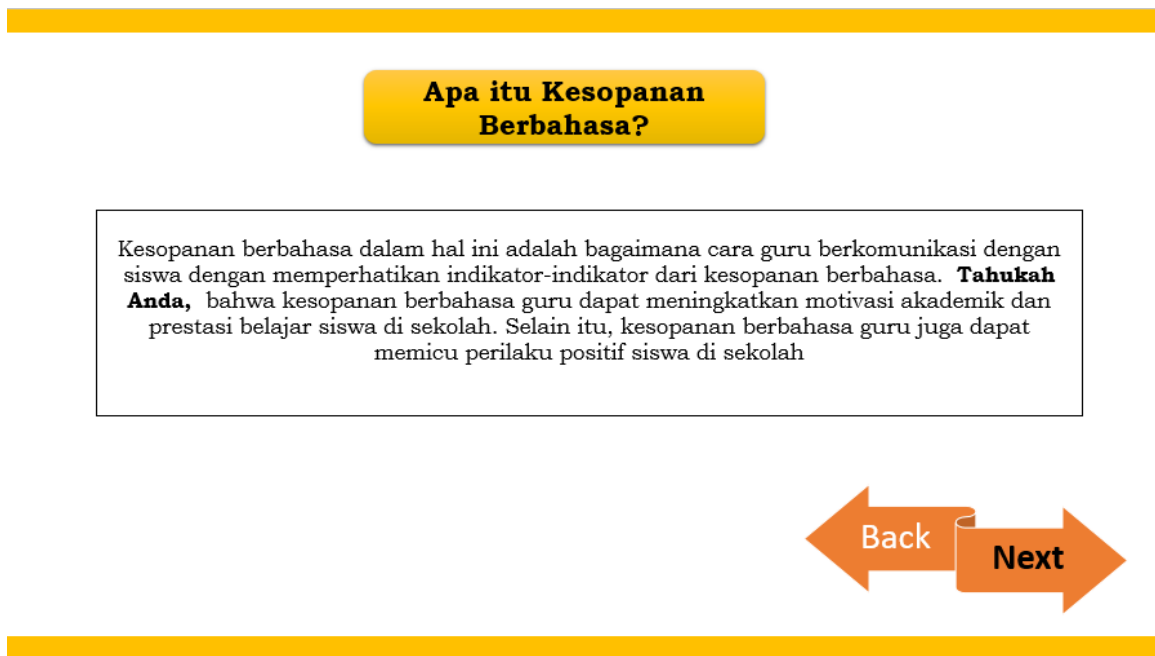 Apa itu Kesopanan
Berbahasa?
Kesopanan berbahasa dalam hal ini adalah bagaimana cara guru berkomunikasi dengan
siswa dengan memperhatikan indikator-indikator dari kesopanan berbahasa. Tahukah
Anda, bahwa kesopanan berbahasa guru dapat meningkatkan motivasi akademik dan
prestasi belajar siswa di sekolah. Selain itu, kesopanan berbahasa guru juga dapat
memicu perilaku positif siswa di sekolah
Back
Next